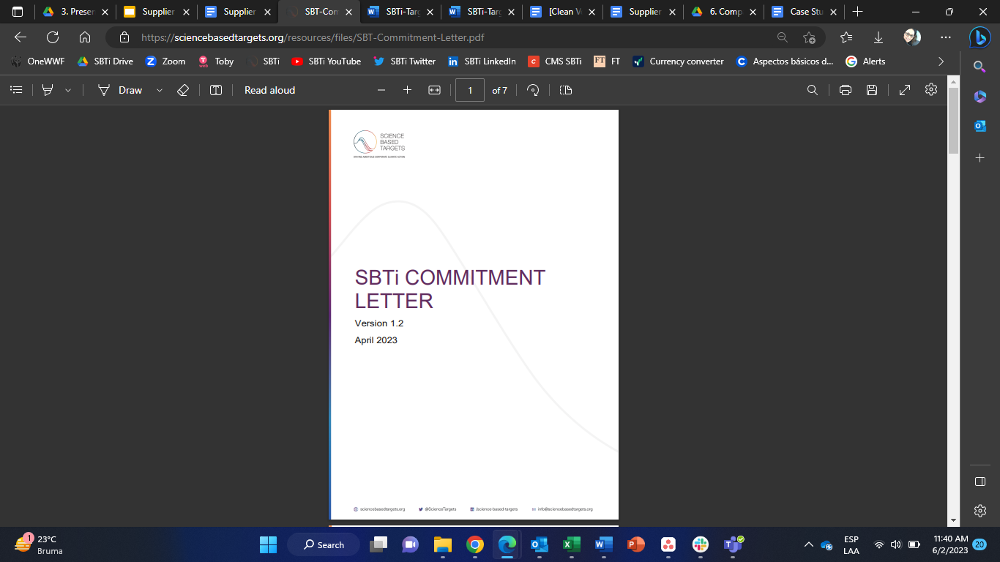 3. Presen
Supplier
Supplier
SBT-Com
SBTi-Targ
SBTi-Targ
[Clean V
Supplier
6. Comp
Case Stu
https://sciencebasedtargets.org/resources/files/SBT-Commitment-Letter.pdf
OneWWF
SBTi Drive
Zoom
Toby
SBTi
SBTi YouTube
SBTi Twitter
SBTi LinkedIn
CMS SBTi
FT
Currency converter
Aspectos básicos d...
Alerts
Draw
Read aloud
1
of 7
SCIENCE
BASED
TARGETS
DRIVING AMBITIOUS CORPORATE CLIMATE ACTION
SBTi COMMITMENT
LETTER
Version 1.2
April 2023
sciencebasedtargets.org
@ScienceTargets
/science-based-targets
info@sciencebasedtargets.org
1
23°C
Bruma
Search
ESP
LAA
11:40 AM
6/2/2023
20